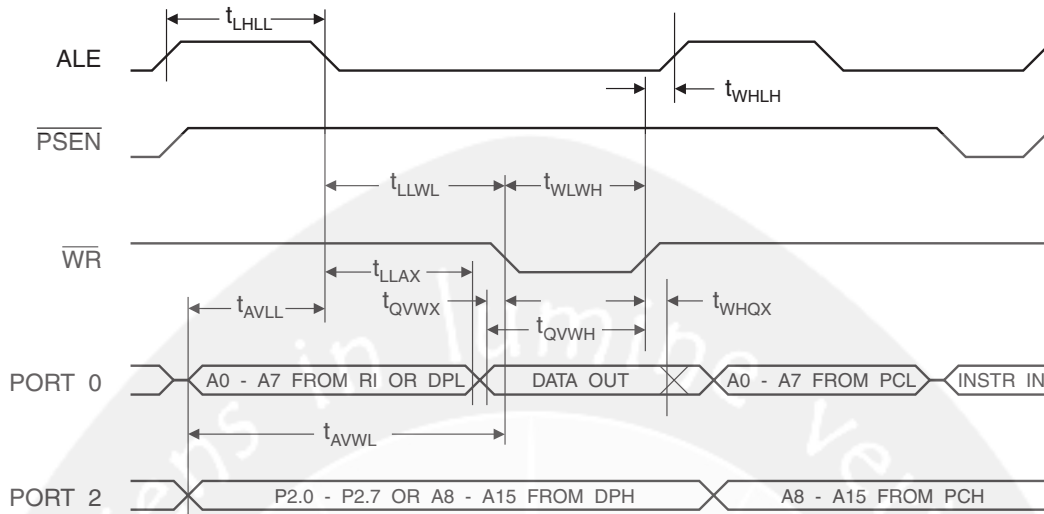 tLHLL
ALE
tWHLH
PSEN
tLLWL tWLWH
WR
tLLAX
tAVLL tQVWX tWHQX
tQVWH
PORT 0 A0 - A7 FROM RI OR DPL DATA OUT A0 - A7 FROM PCL INSTR IN
tAVWL
PORT 2 P2.0 - P2.7 OR A8 - A15 FROM DPH A8 - A15 FROM PCH
in lumine